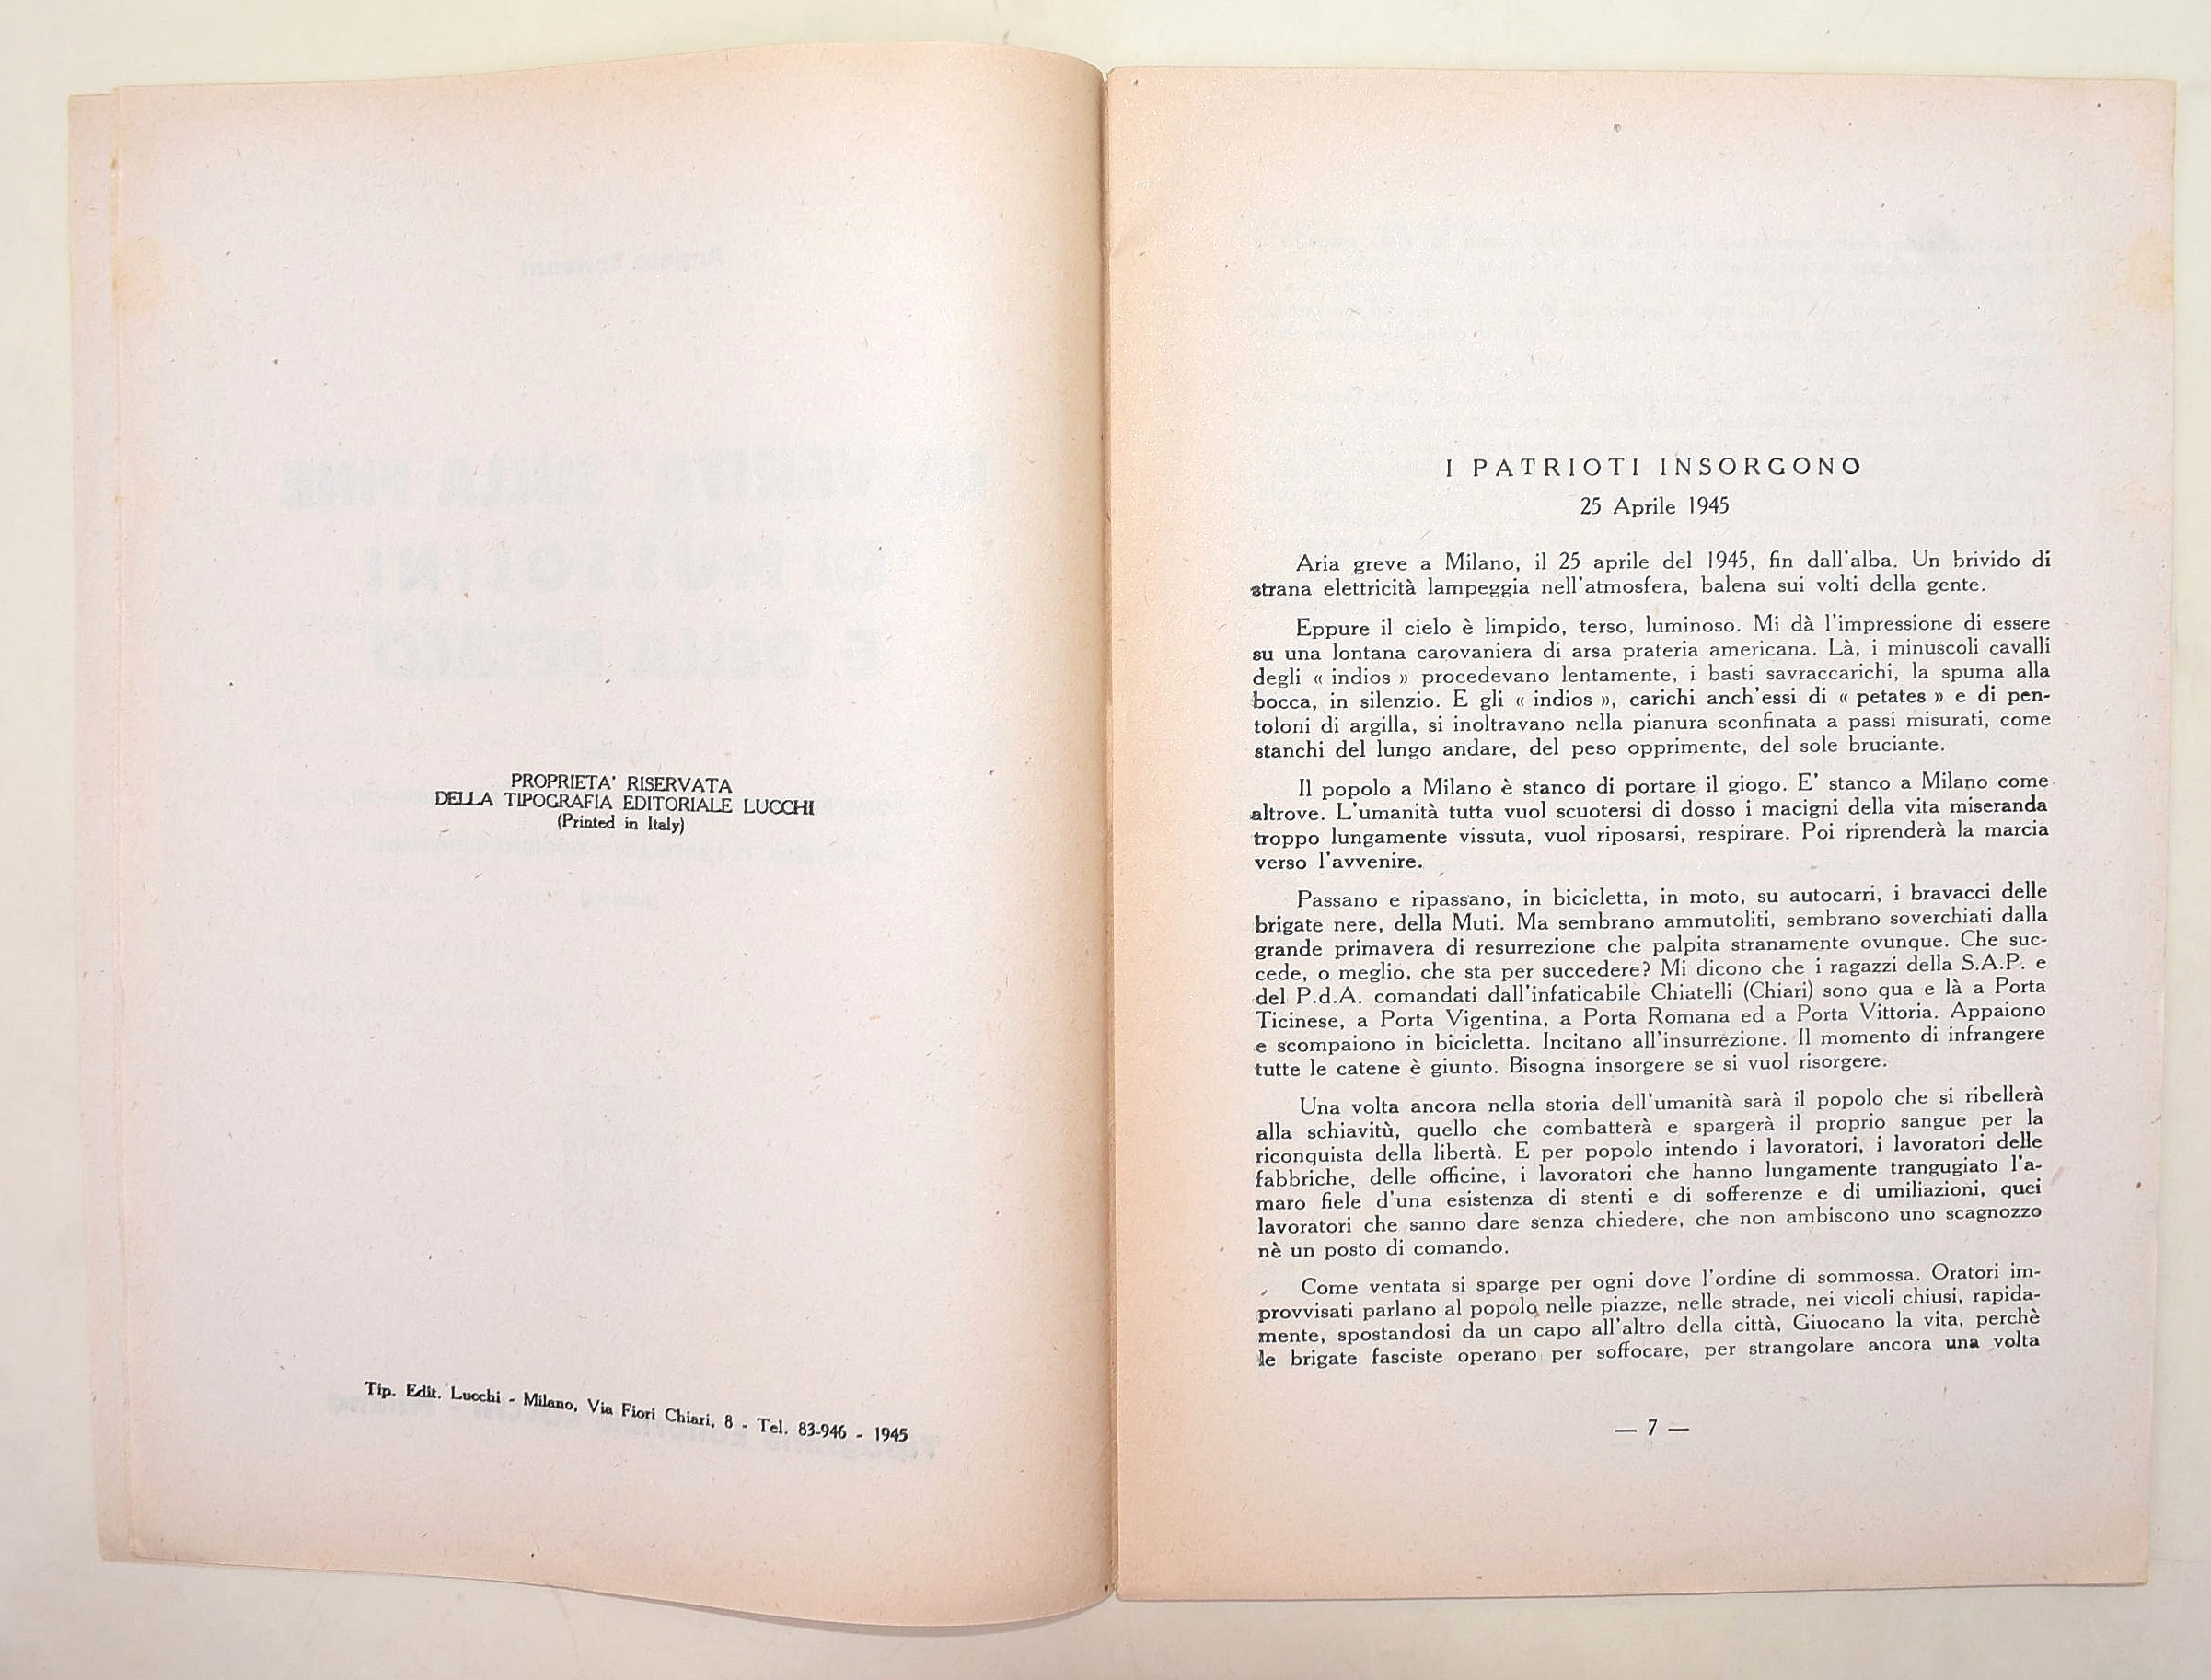 PROPRIETA' RISERVATA
DELLA TIPOGRAFIA EDITORIALE LUCCHI
(Printed in Italy)
Tip. Edit. Lucchi - Milano, Via Fiori Chiari, 8 - Tel. 83-946 - 1945
I PATRIOTI INSORGONO
25 Aprile 1945
Aria greve a Milano, il 25 aprile del 1945, fin dall'alba. Un brivido di
strana elettricità lampeggia nell'atmosfera, balena sui volti della gente.
Eppure il cielo è limpido, terso, luminoso. Mi dà l'impressione di essere
su una lontana carovaniera di arsa prateria americana. Là, i minuscoli cavalli
degli « indios » procedevano lentamente, i basti savraccarichi, la spuma alla
bocca, in silenzio. E gli « indios », carichi anch'essi di « petates » e di pen-
toloni di argilla, si inoltravano nella pianura sconfinata a passi misurati, come
stanchi del lungo andare, del peso opprimente, del sole bruciante.
Il popolo a Milano è stanco di portare il giogo. E' stanco a Milano come
altrove. L'umanità tutta vuol scuotersi di dosso i macigni della vita miseranda
troppo lungamente vissuta, vuol riposarsi, respirare. Poi riprenderà la marcia
verso l'avvenire.
Passano e ripassano, in bicicletta, in moto, su autocarri, i bravacci delle
brigate nere, della Muti. Ma sembrano ammutoliti, sembrano soverchiati dalla
grande primavera di resurrezione che palpita stranamente ovunque. Che suc-
cede, o meglio, che sta per succedere? Mi dicono che i ragazzi della S.A.P. e
del P.d.A. comandati dall'infaticabile Chiatelli (Chiari) sono qua e là a Porta
Ticinese, a Porta Vigentina, a Porta Romana ed a Porta Vittoria. Appaiono
e scompaiono in bicicletta. Incitano all'insurrezione. Il momento di infrangere
tutte le catene è giunto. Bisogna insorgere se si vuol risorgere.
Una volta ancora nella storia dell'umanità sarà il popolo che si ribellerà
alla schiavitù, quello che combatterà e spargerà il proprio sangue per la
riconquista della libertà. E per popolo intendo i lavoratori, i lavoratori delle
fabbriche, delle officine, i lavoratori che hanno lungamente trangugiato l'a-
maro fiele d'una esistenza di stenti e di sofferenze e di umiliazioni, quei
lavoratori che sanno dare senza chiedere, che non ambiscono uno scagnozzo
nè un posto di comando.
Come ventata si sparge per ogni dove l'ordine di sommossa. Oratori im-
provvisati parlano al popolo nelle piazze, nelle strade, nei vicoli chiusi, rapida-
mente, spostandosi da un capo all'altro della città, Giuocano la vita, perchè
le brigate fasciste operano per soffocare, per strangolare ancora una volta
— 7 —